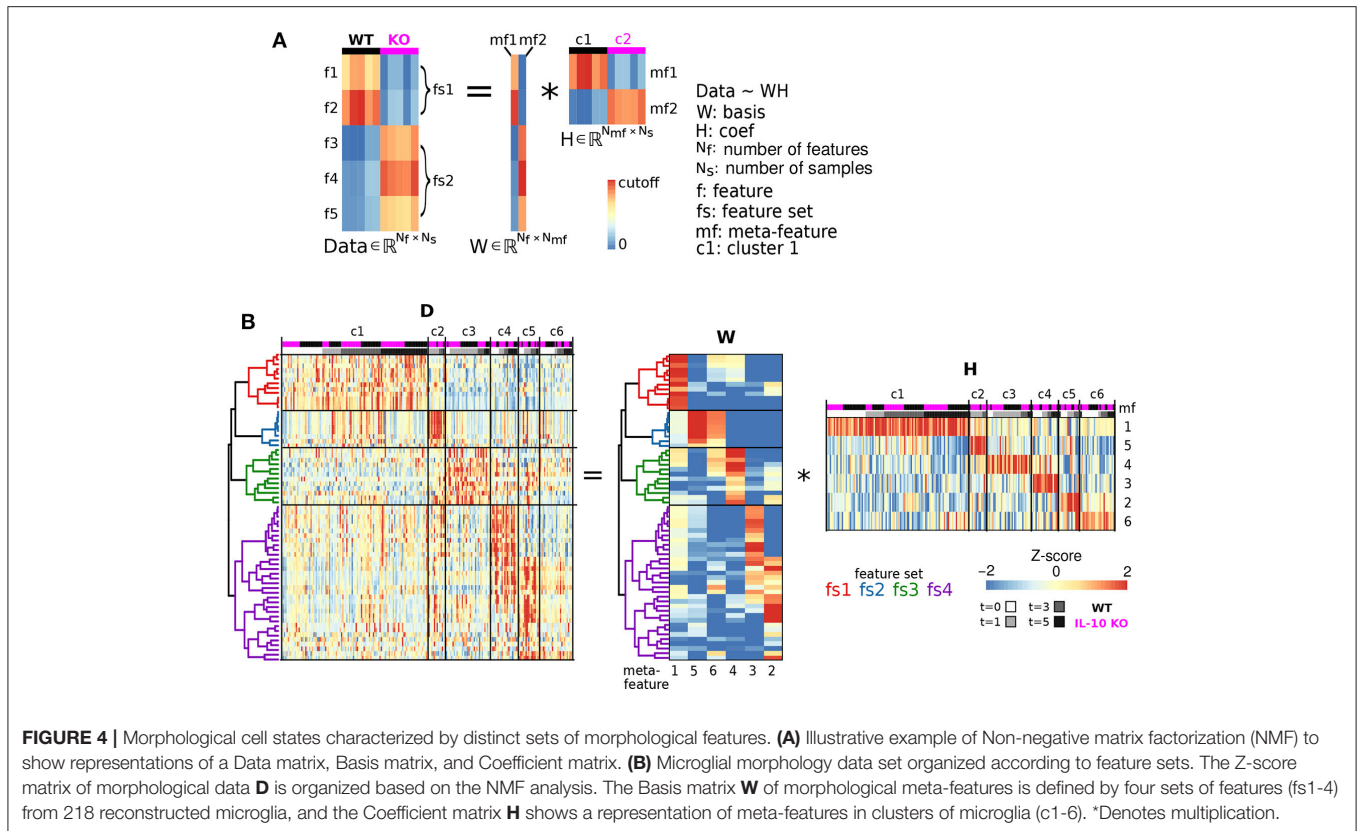 A
WT KO
mf1 mf2
c1 c2
f1
f2
f3
f4
f5
fs1
fs2
=
*
mf1
mf2
H∈ℝ^Nmf × Ns
Data∈ℝ^Nf × Ns
W∈ℝ^Nf × Nmf
cutoff
0
Data ~ WH
W: basis
H: coef
Nf: number of features
Ns: number of samples
f: feature
fs: feature set
mf: meta-feature
c1: cluster 1
B
D
c1 c2 c3 c4 c5 c6
=
W
meta-
feature 1 5 6 4 3 2
*
H
c1 c2 c3 c4 c5 c6 mf
1
5
4
3
2
6
feature set
fs1 fs2 fs3 fs4
Z-score
−2 0 2
t=0 t=3 WT
t=1 t=5 IL-10 KO
FIGURE 4 | Morphological cell states characterized by distinct sets of morphological features. (A) Illustrative example of Non-negative matrix factorization (NMF) to
show representations of a Data matrix, Basis matrix, and Coefficient matrix. (B) Microglial morphology data set organized according to feature sets. The Z-score
matrix of morphological data D is organized based on the NMF analysis. The Basis matrix W of morphological meta-features is defined by four sets of features (fs1-4)
from 218 reconstructed microglia, and the Coefficient matrix H shows a representation of meta-features in clusters of microglia (c1-6). *Denotes multiplication.